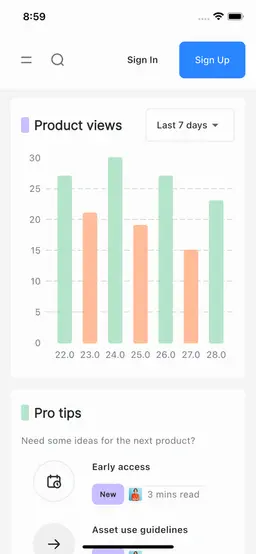 8:59
Sign In
Sign Up
Product views
Last 7 days
30
25
20
15
10
5
0
22.0 23.0 24.0 25.0 26.0 27.0 28.0
Pro tips
Need some ideas for the next product?
Early access
New
3 mins read
Asset use guidelines